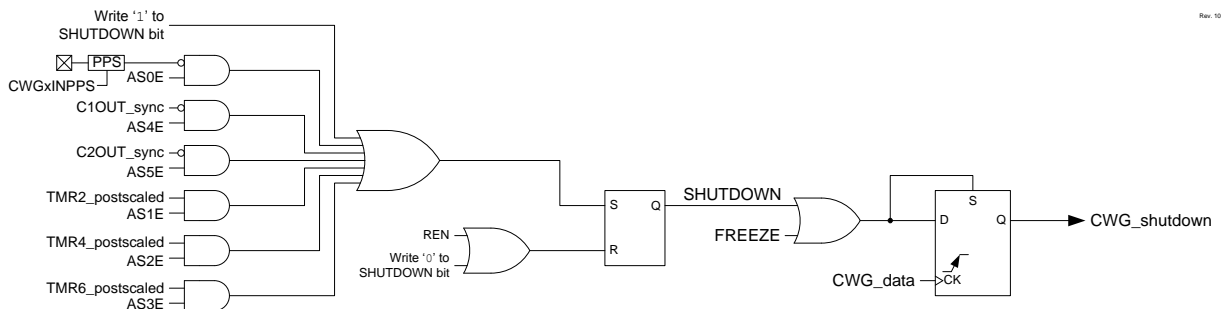 Write ‘1’ to
SHUTDOWN bit
Rev. 10
PPS
CWGxINPPS
AS0E
C1OUT_sync
AS4E
C2OUT_sync
AS5E
TMR2_postscaled
AS1E
TMR4_postscaled
AS2E
TMR6_postscaled
AS3E
REN
Write ‘0’ to
SHUTDOWN bit
S
Q
R
SHUTDOWN
FREEZE
S
D
Q
CWG_data
CK
CWG_shutdown